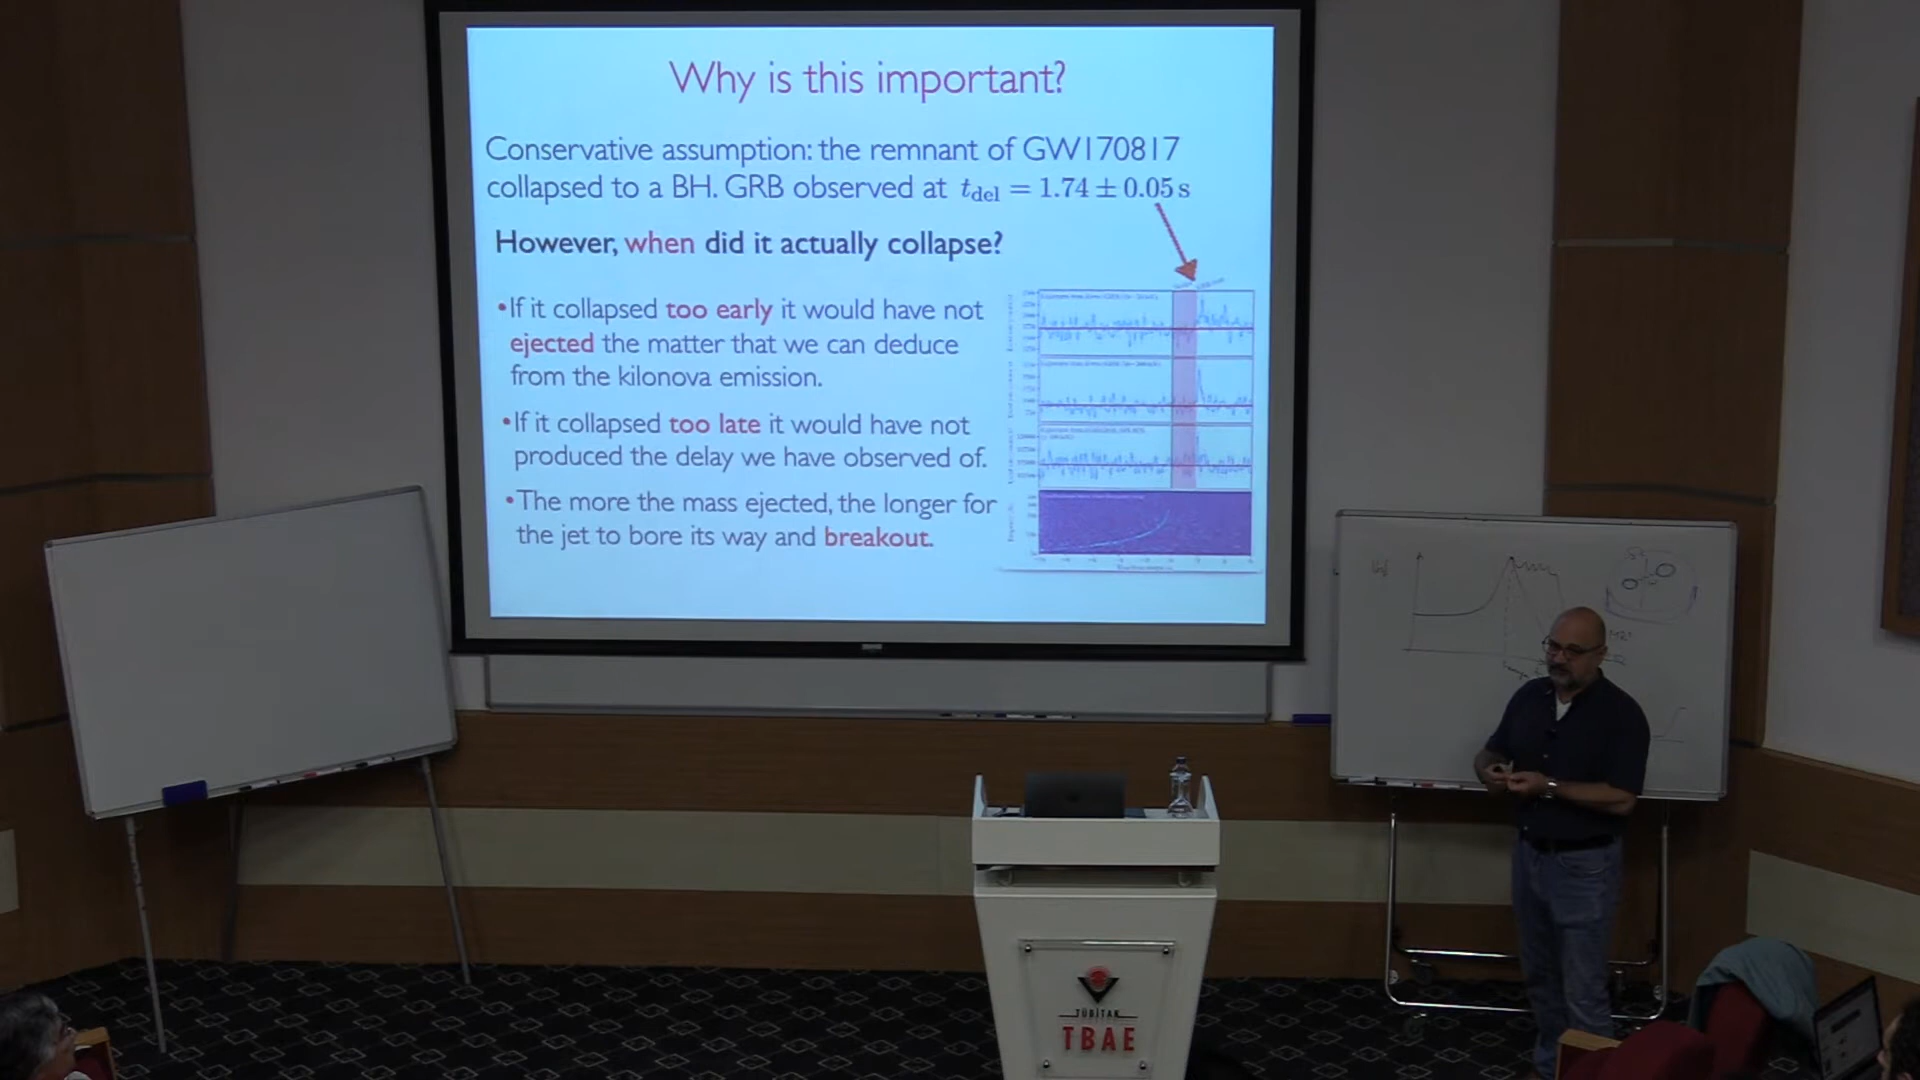 Why is this important?
Conservative assumption: the remnant of GW170817
collapsed to a BH. GRB observed at t_del = 1.74 ± 0.05 s
However, when did it actually collapse?
•If it collapsed too early it would have not
ejected the matter that we can deduce
from the kilonova emission.
•If it collapsed too late it would have not
produced the delay we have observed of.
•The more the mass ejected, the longer for
the jet to bore its way and breakout.
TÜBİTAK
TBAE